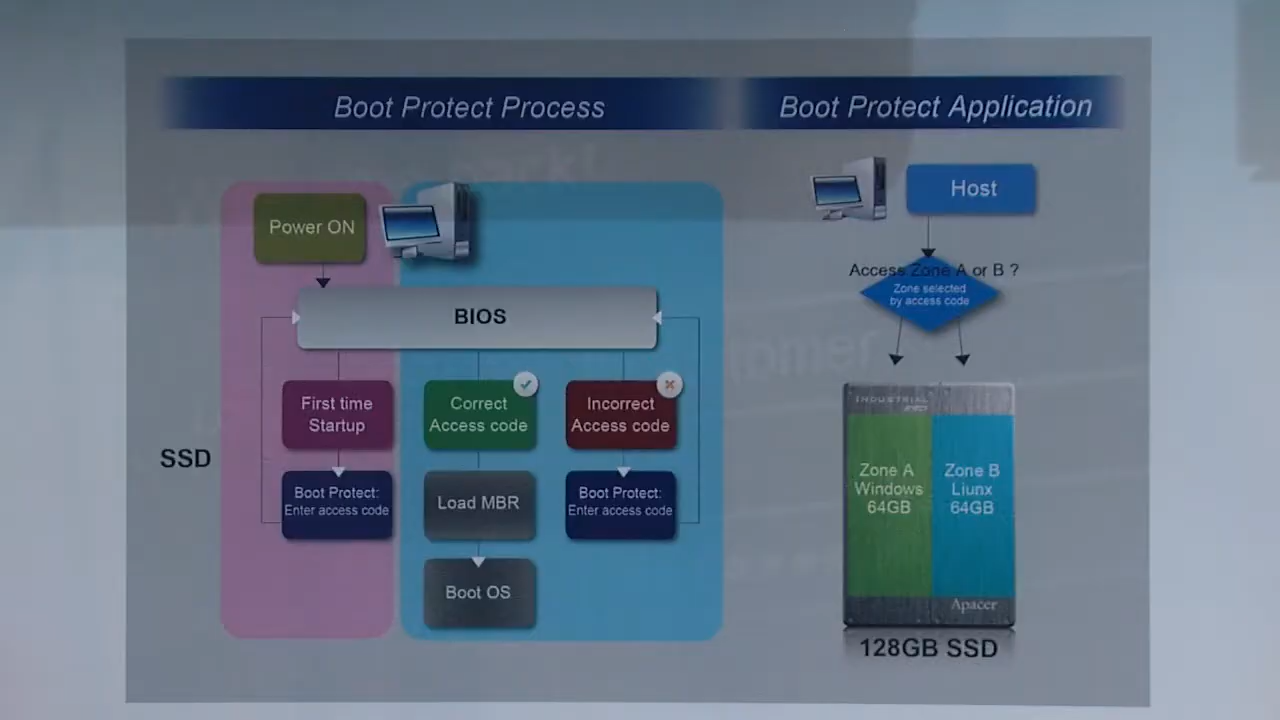 Boot Protect Process
Boot Protect Application
Power ON
BIOS
First time
Startup
Correct
Access code
Incorrect
Access code
SSD
Boot Protect:
Enter access code
Load MBR
Boot Protect:
Enter access code
Boot OS
Host
Access Zone A or B ?
Zone selected
by access code
INDUSTRIAL
Zone A
Windows
64GB
Zone B
Liunx
64GB
Apacer
128GB SSD